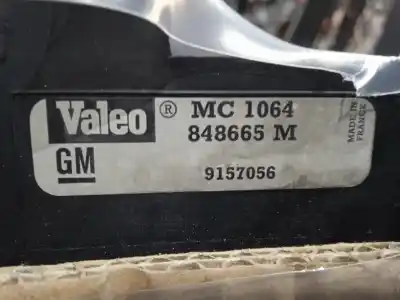 Valeo ® MC 1064
848665 M
GM
9157056
MADE IN
FRANCE